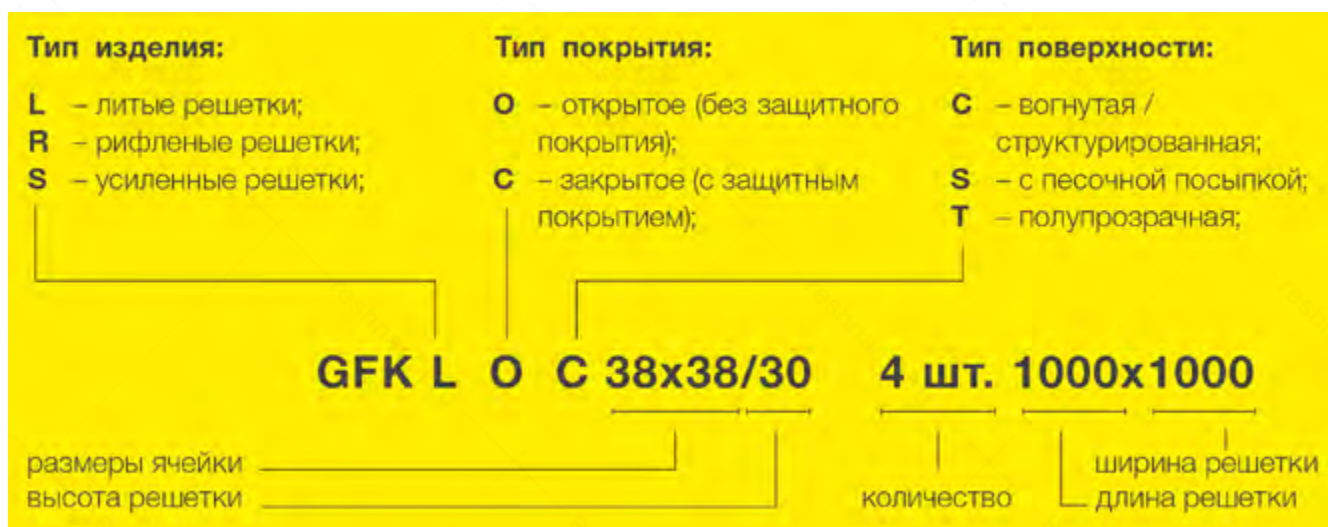 Тип изделия:
L – литые решетки;
R – рифленые решетки;
S – усиленные решетки;
Тип покрытия:
O – открытое (без защитного
покрытия);
C – закрытое (с защитным
покрытием);
Тип поверхности:
C – вогнутая /
структурированная;
S – с песочной посыпкой;
T – полупрозрачная;
GFK L O C 38x38/30 4 шт. 1000x1000
размеры ячейки
высота решетки
количество
ширина решетки
длина решетки